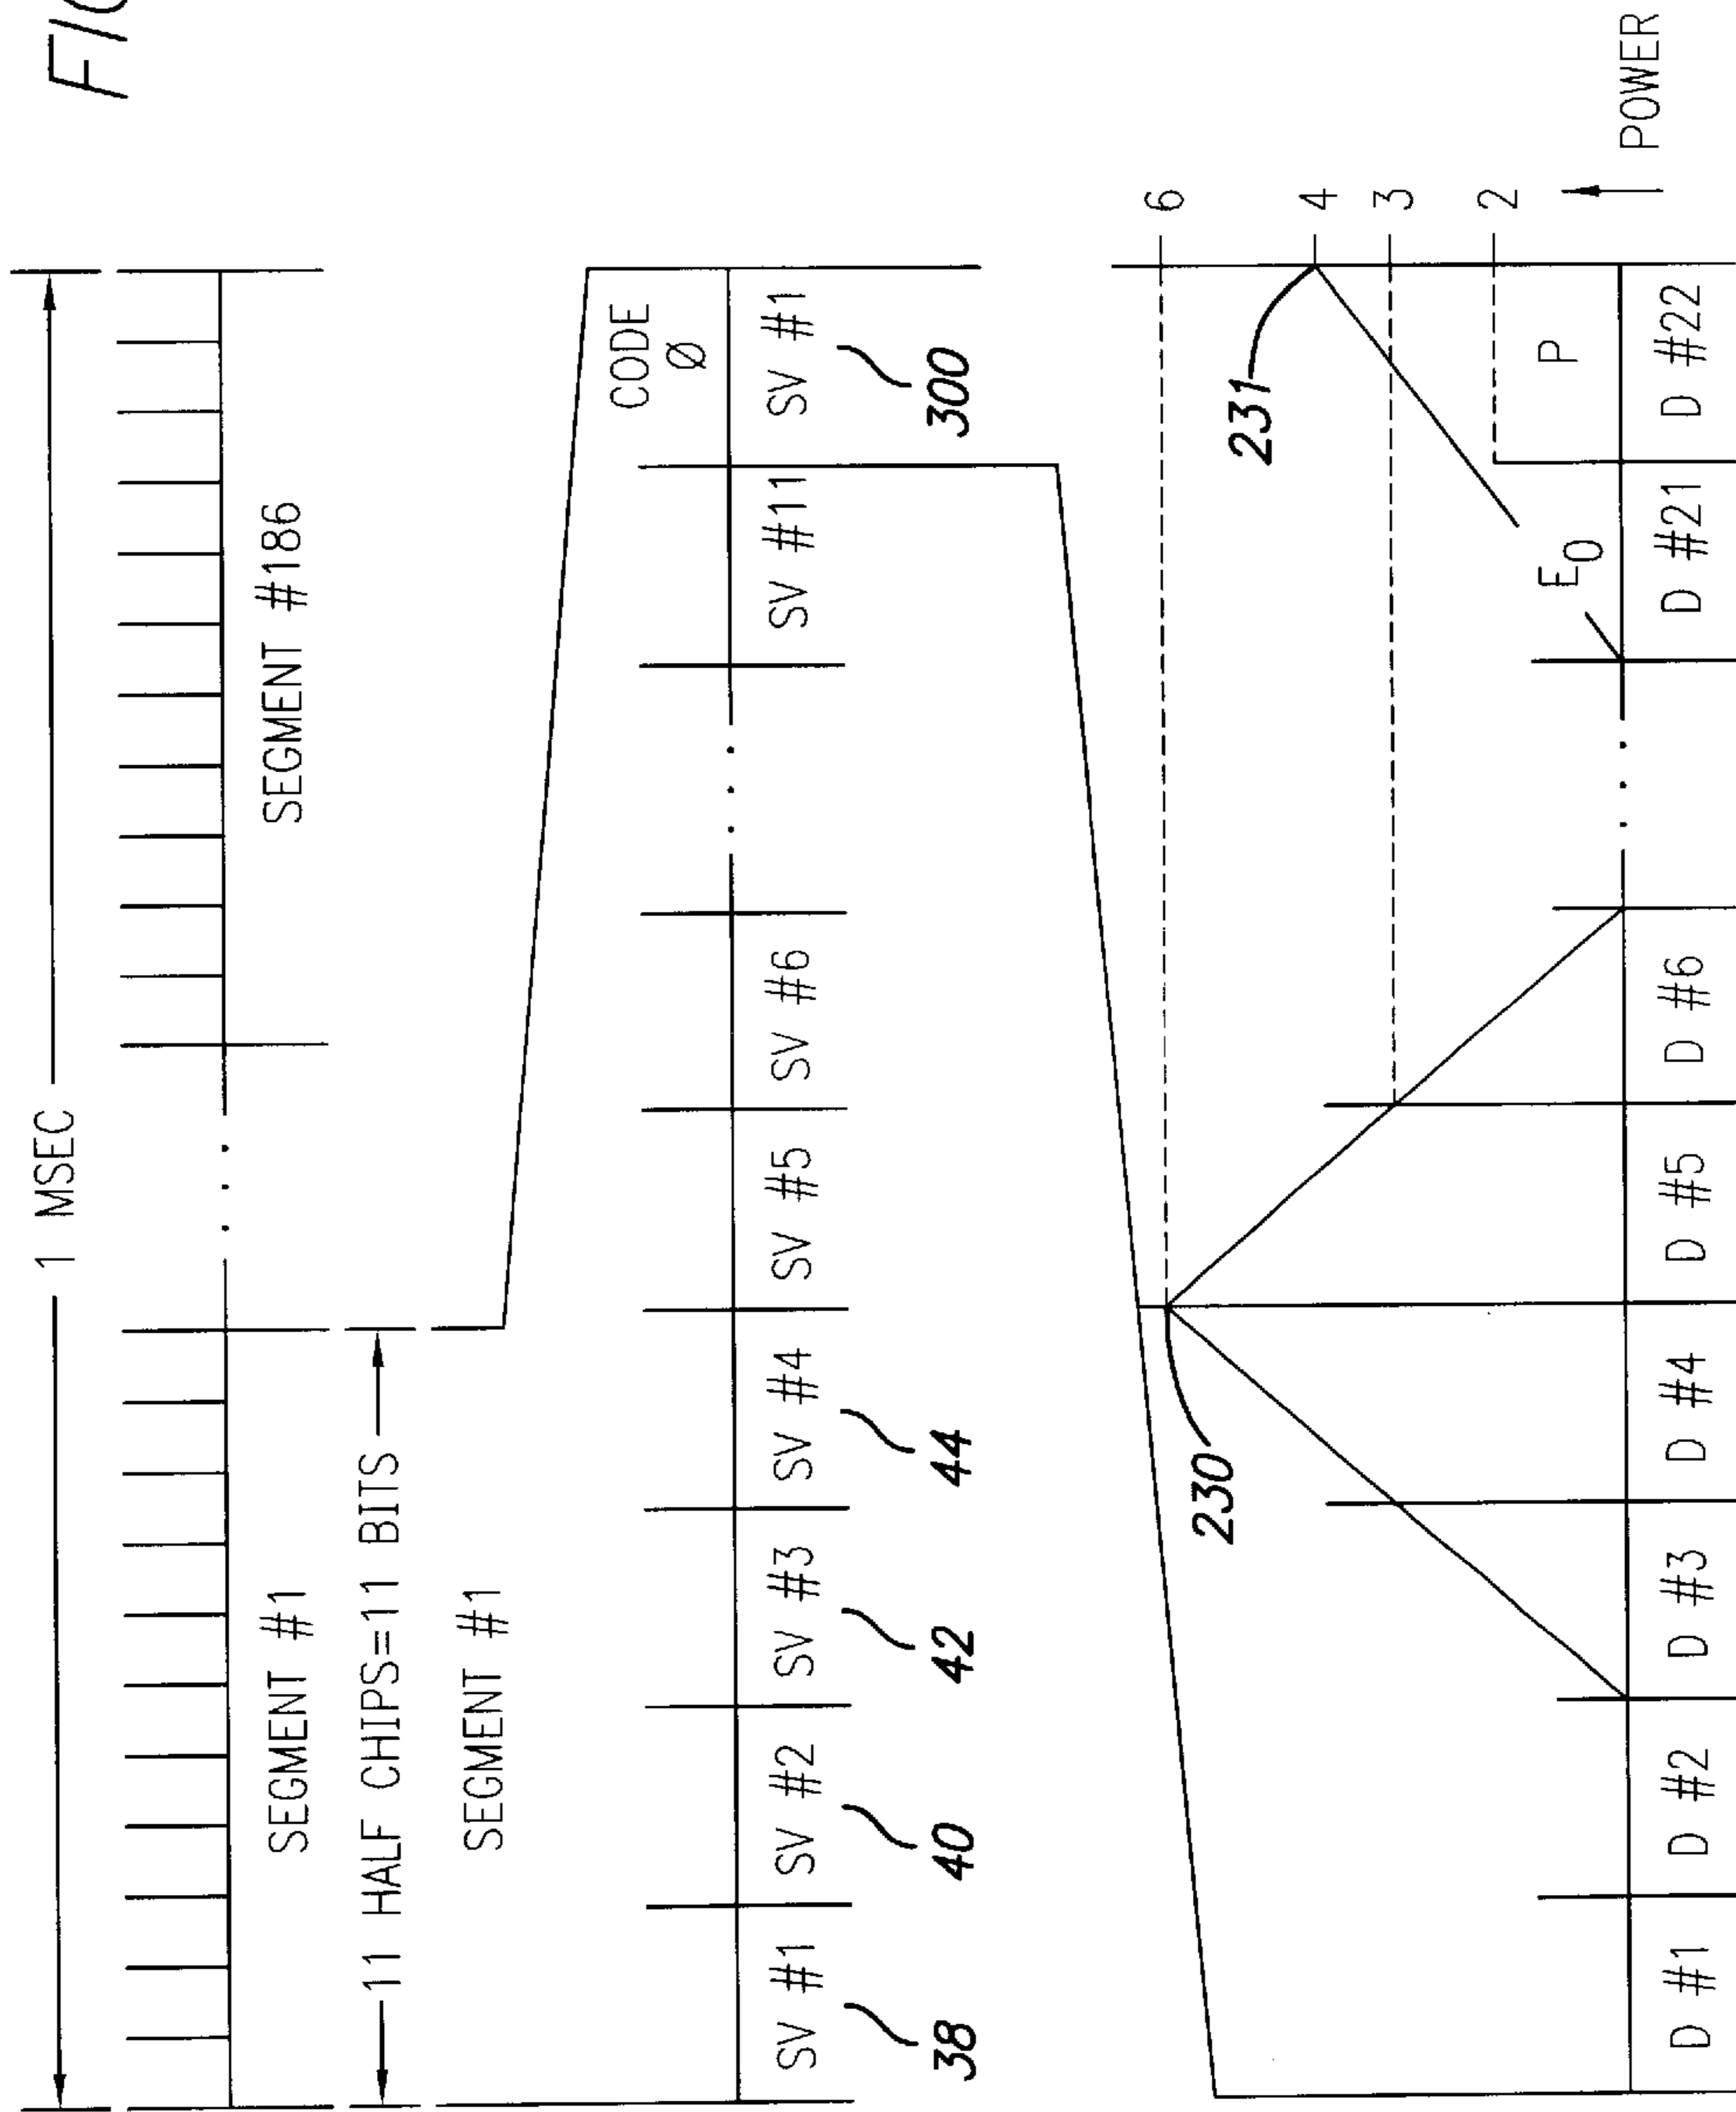 FIG
1 MSEC
SEGMENT #1
SEGMENT #186
11 HALF CHIPS=11 BITS
SEGMENT #1
CODE
Ø
SV #1
SV #2
SV #3
SV #4
SV #5
SV #6
. . .
SV #11
SV #1
38
40
42
44
300
6
4
3
2
230
231
P
E0
POWER
D #1
D #2
D #3
D #4
D #5
D #6
. . .
D #21
D #22